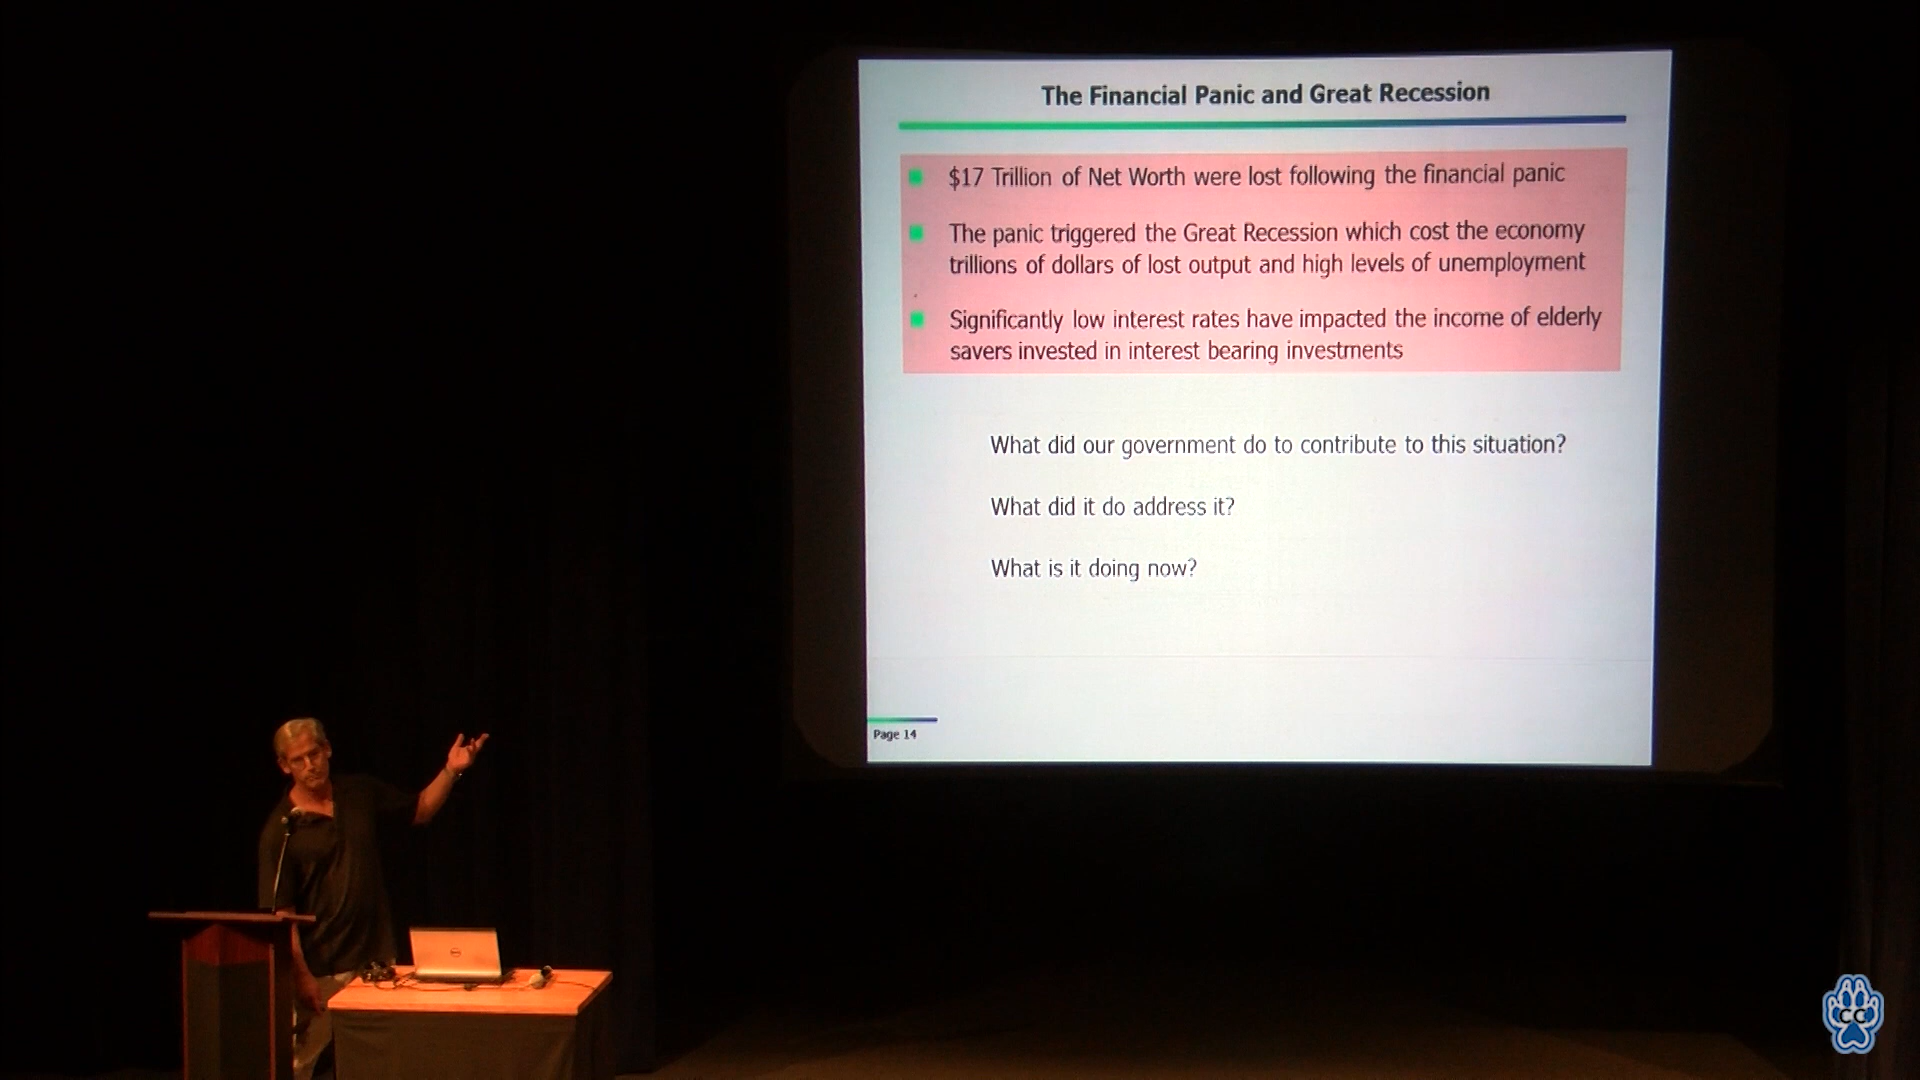 The Financial Panic and Great Recession
$17 Trillion of Net Worth were lost following the financial panic
The panic triggered the Great Recession which cost the economy
trillions of dollars of lost output and high levels of unemployment
Significantly low interest rates have impacted the income of elderly
savers invested in interest bearing investments
What did our government do to contribute to this situation?
What did it do address it?
What is it doing now?
Page 14
DELL
CC